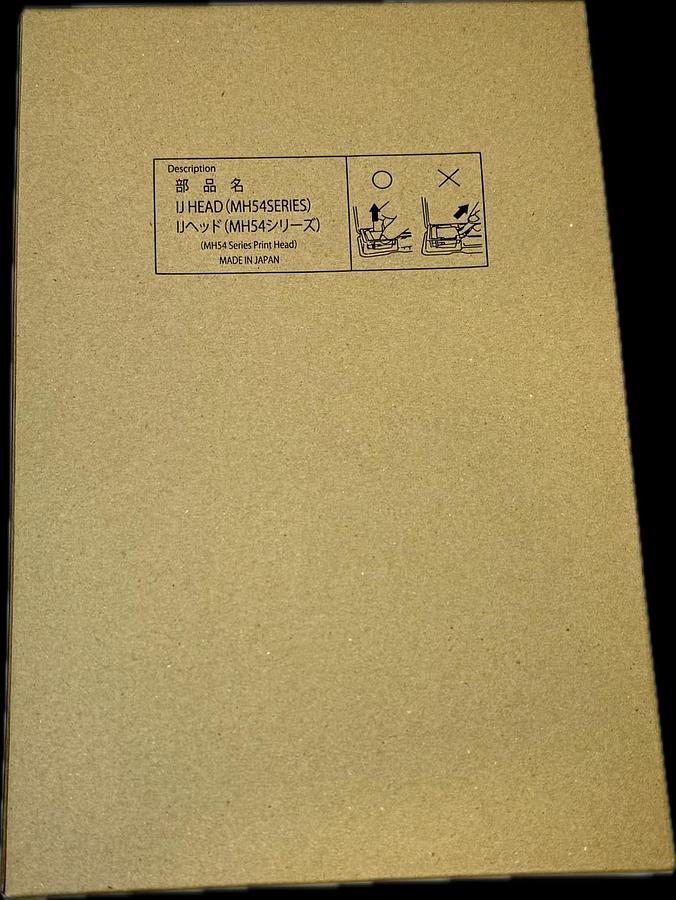 Description
部 品 名
IJ HEAD (MH54SERIES)
IJヘッド (MH54シリーズ)
(MH54 Series Print Head)
MADE IN JAPAN